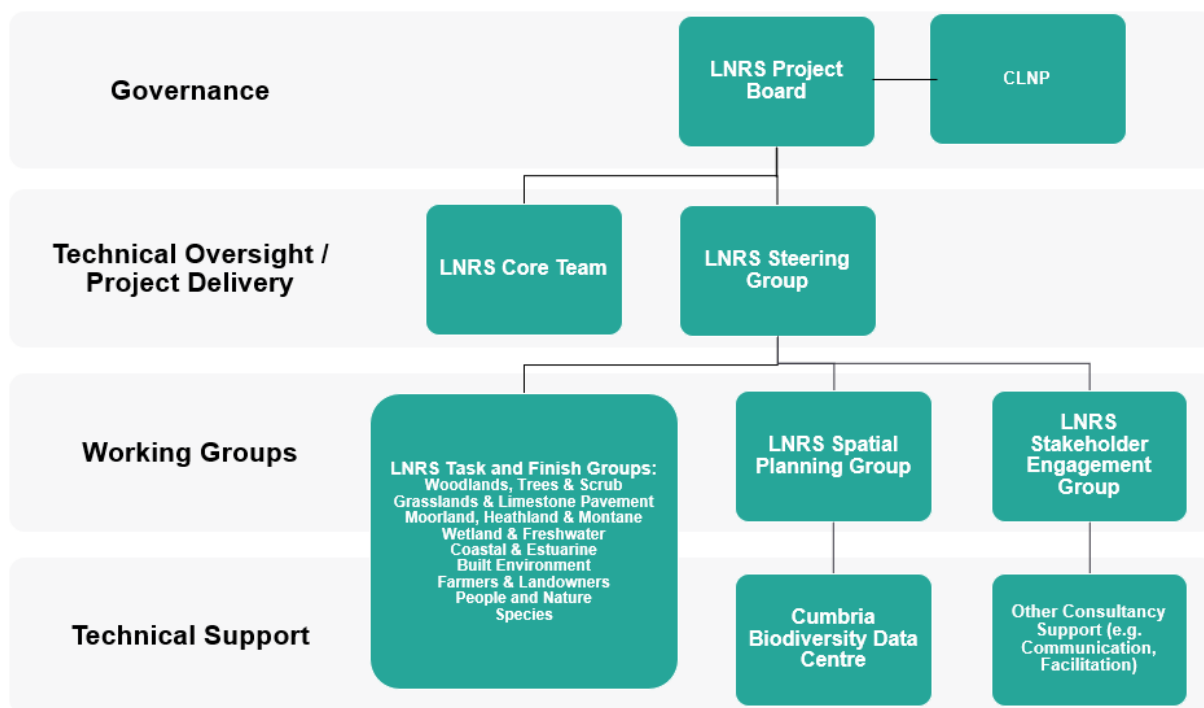 Governance
LNRS Project
Board
CLNP
Technical Oversight /
Project Delivery
LNRS Core Team
LNRS Steering
Group
Working Groups
LNRS Task and Finish Groups:
Woodlands, Trees & Scrub
Grasslands & Limestone Pavement
Moorland, Heathland & Montane
Wetland & Freshwater
Coastal & Estuarine
Built Environment
Farmers & Landowners
People and Nature
Species
LNRS Spatial
Planning Group
LNRS
Stakeholder
Engagement
Group
Technical Support
Cumbria
Biodiversity Data
Centre
Other Consultancy
Support (e.g.
Communication,
Facilitation)